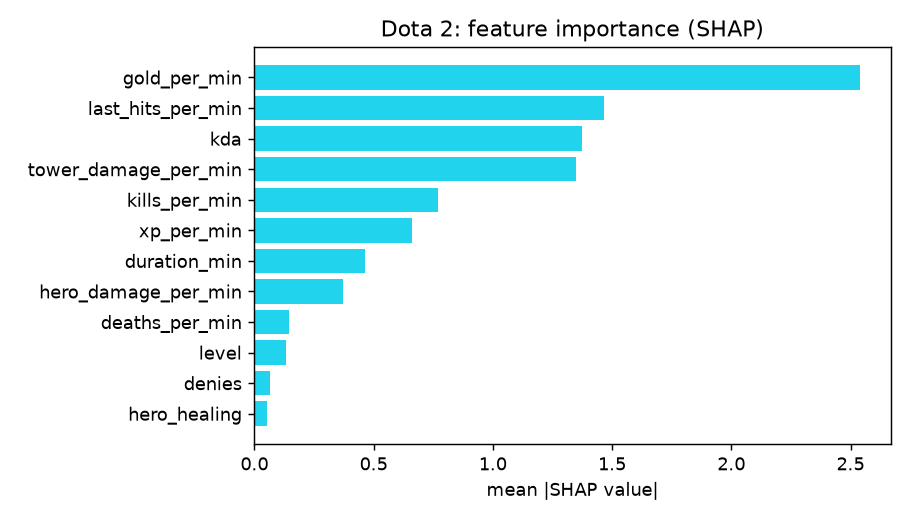 Dota 2: feature importance (SHAP)
gold_per_min
last_hits_per_min
kda
tower_damage_per_min
kills_per_min
xp_per_min
duration_min
hero_damage_per_min
deaths_per_min
level
denies
hero_healing
0.0 0.5 1.0 1.5 2.0 2.5
mean |SHAP value|